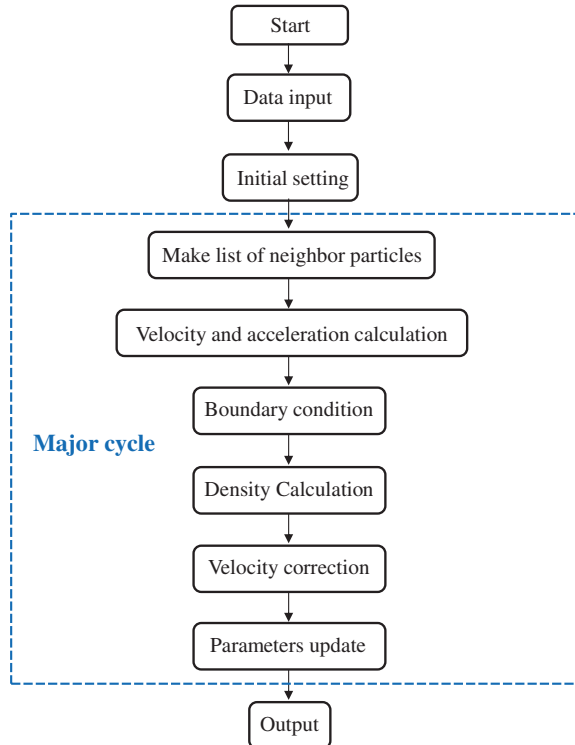 Start
Data input
Initial setting
Make list of neighbor particles
Velocity and acceleration calculation
Boundary condition
Major cycle
Density Calculation
Velocity correction
Parameters update
Output